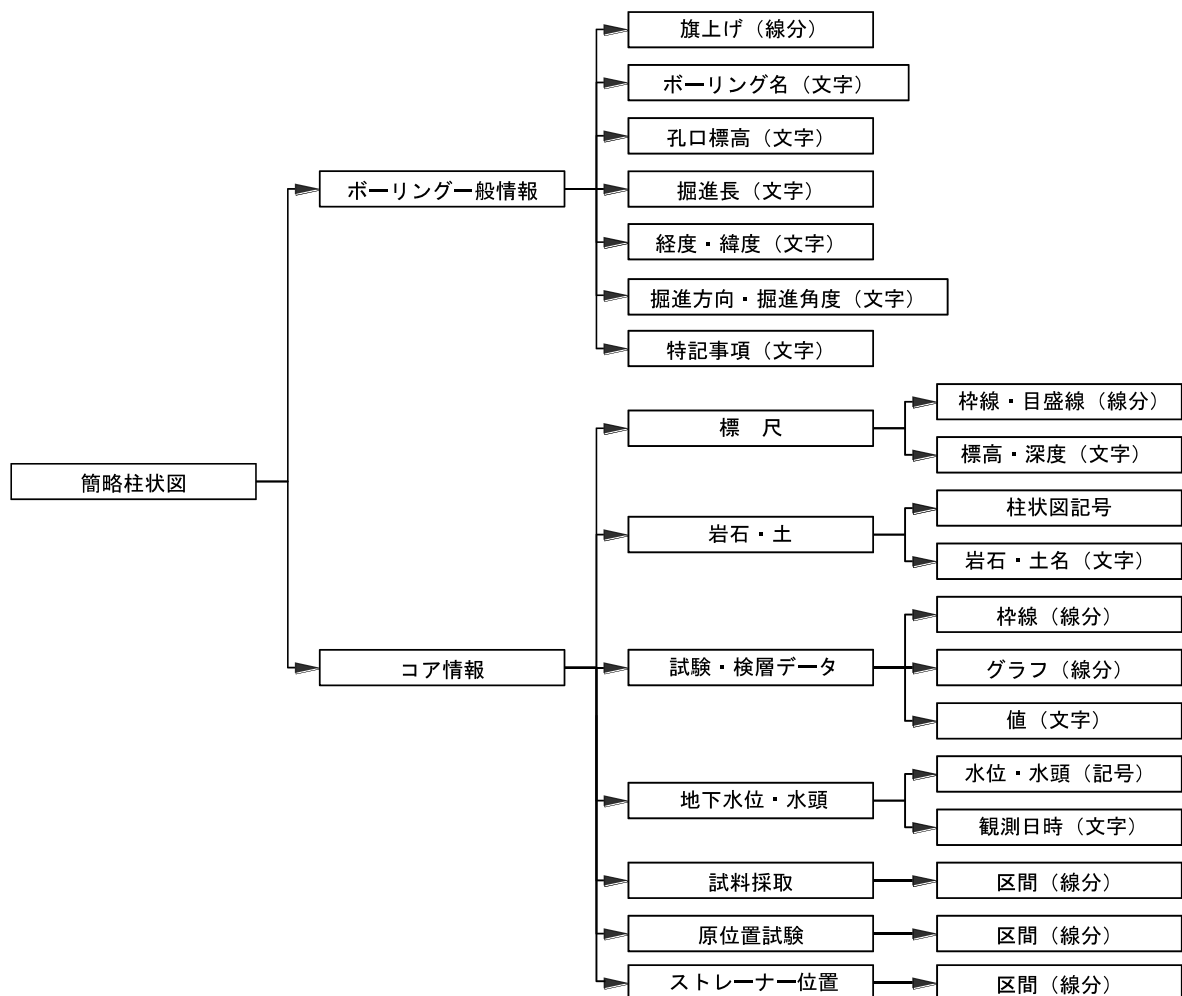 旗上げ（線分）
ボーリング名（文字）
孔口標高（文字）
ボーリング一般情報
掘進長（文字）
経度・緯度（文字）
掘進方向・掘進角度（文字）
特記事項（文字）
簡略柱状図
コア情報
標　尺
枠線・目盛線（線分）
標高・深度（文字）
岩石・土
柱状図記号
岩石・土名（文字）
試験・検層データ
枠線（線分）
グラフ（線分）
値（文字）
地下水位・水頭
水位・水頭（記号）
観測日時（文字）
試料採取
区間（線分）
原位置試験
区間（線分）
ストレーナー位置
区間（線分）